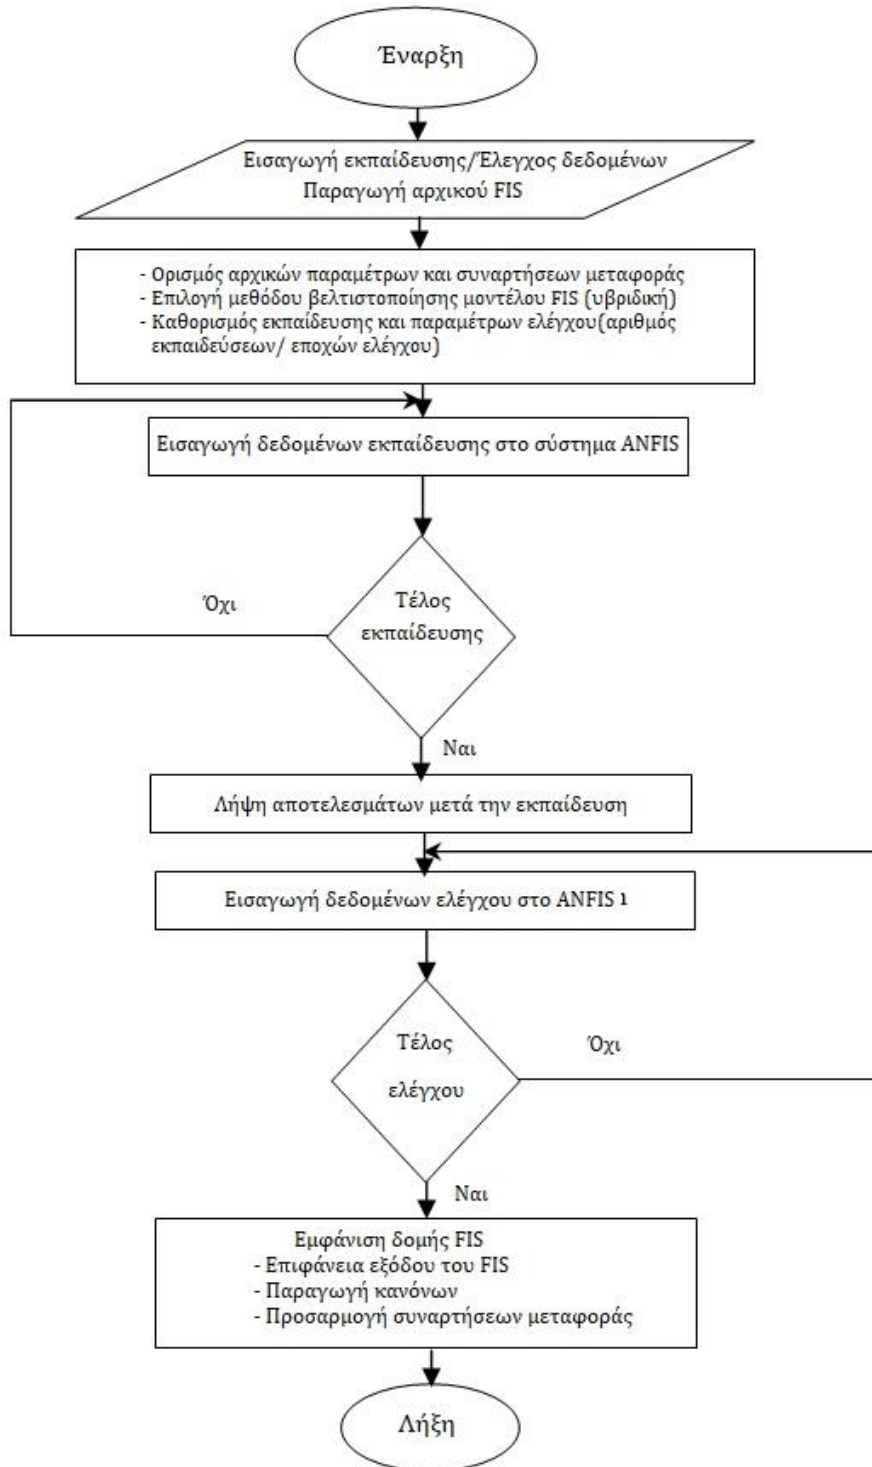 Έναρξη
Εισαγωγή εκπαίδευσης/Έλεγχος δεδομένων
Παραγωγή αρχικού FIS
- Ορισμός αρχικών παραμέτρων και συναρτήσεων μεταφοράς
- Επιλογή μεθόδου βελτιστοποίησης μοντέλου FIS (υβριδική)
- Καθορισμός εκπαίδευσης και παραμέτρων ελέγχου(αριθμός
εκπαιδεύσεων/ εποχών ελέγχου)
Εισαγωγή δεδομένων εκπαίδευσης στο σύστημα ANFIS
Τέλος
εκπαίδευσης
Όχι
Ναι
Λήψη αποτελεσμάτων μετά την εκπαίδευση
Εισαγωγή δεδομένων ελέγχου στο ANFIS ι
Τέλος
ελέγχου
Όχι
Ναι
Εμφάνιση δομής FIS
- Επιφάνεια εξόδου του FIS
- Παραγωγή κανόνων
- Προσαρμογή συναρτήσεων μεταφοράς
Λήξη